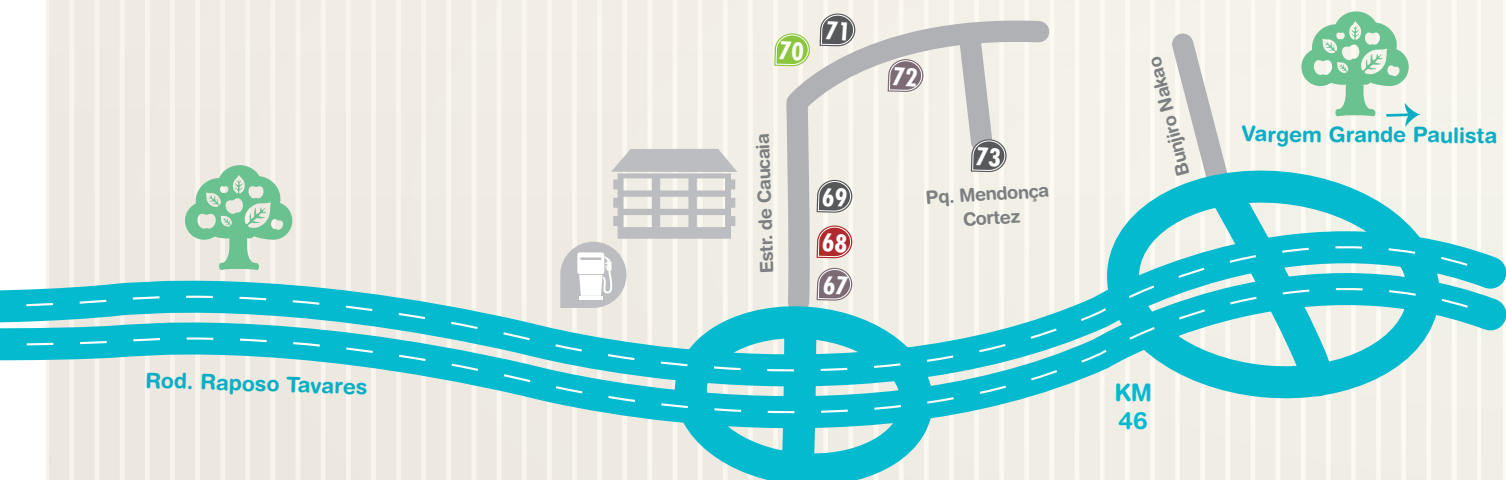 71
70
72
Bunjiro Nakao
Vargem Grande Paulista
Estr. de Caucaia
73
69
Pq. Mendonça
Cortez
68
67
Rod. Raposo Tavares
KM
46